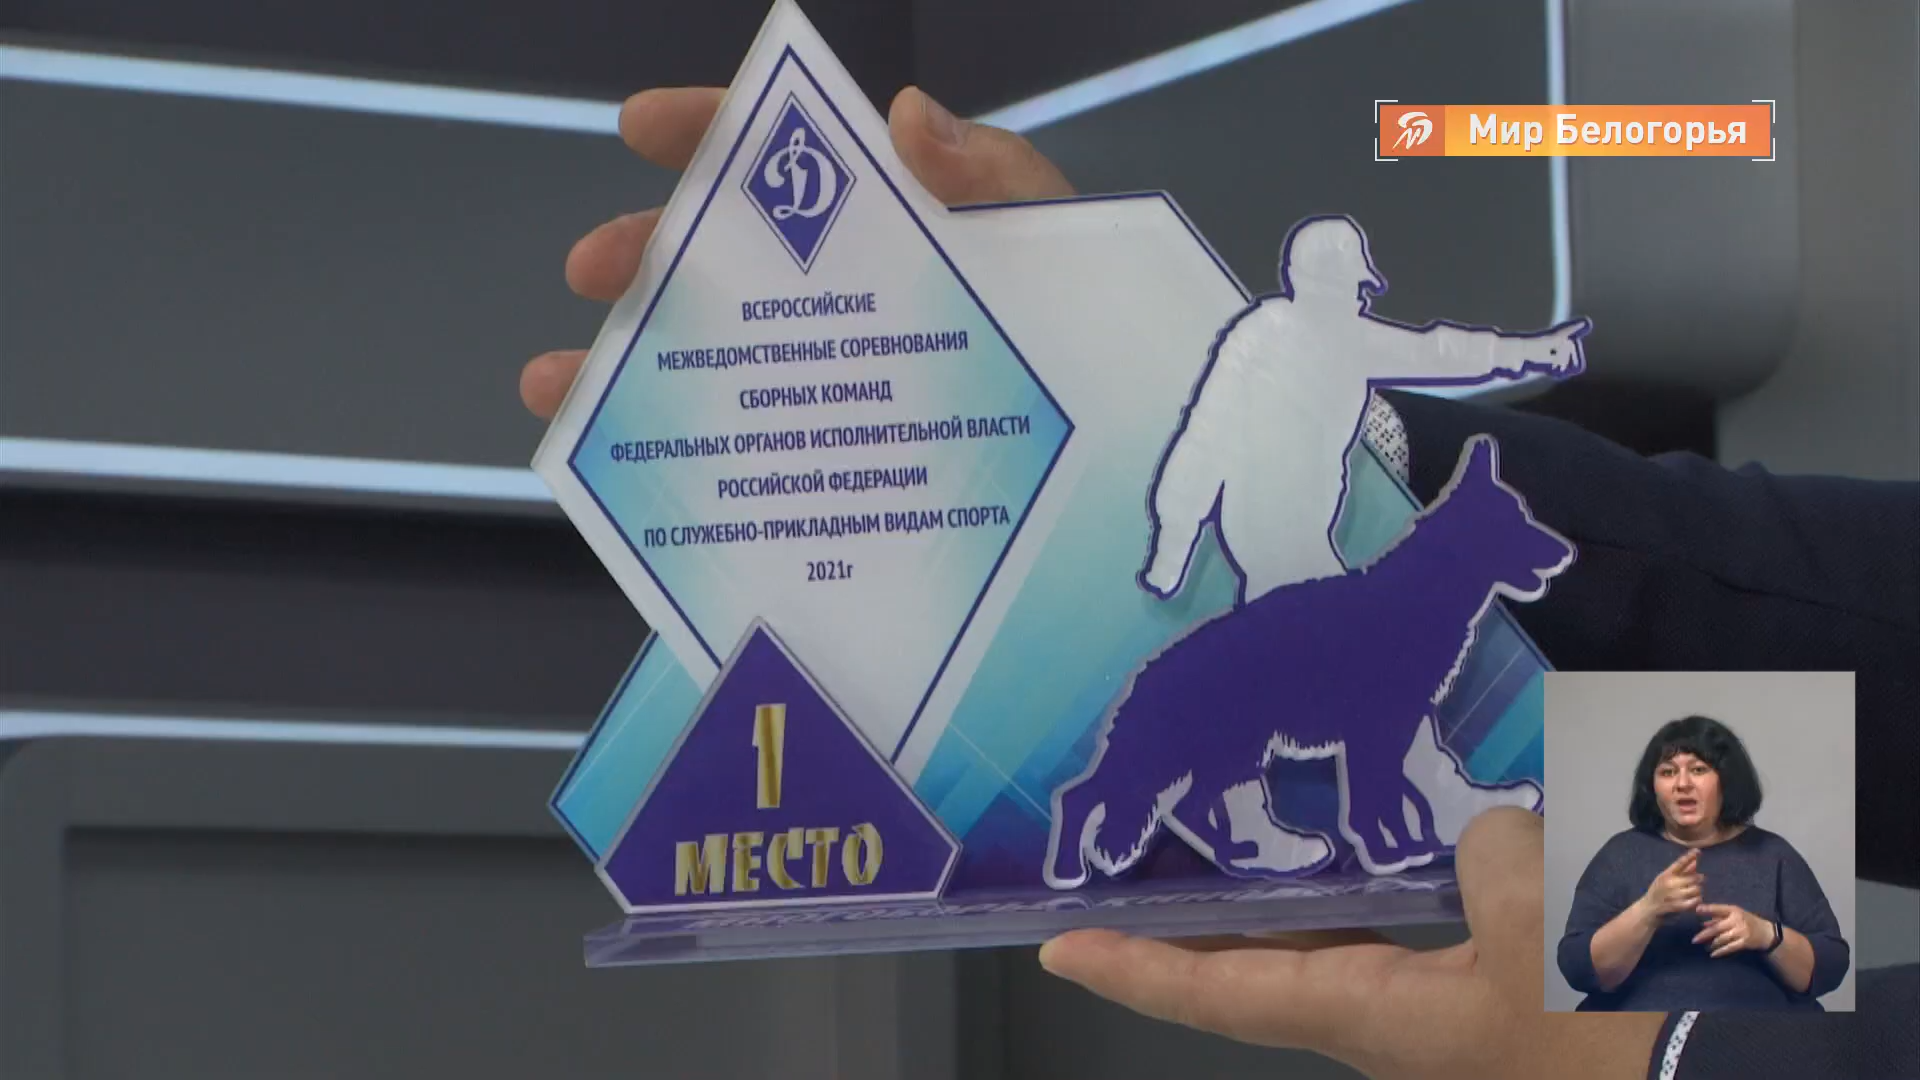 Мир Белогорья
Д
ВСЕРОССИЙСКИЕ
МЕЖВЕДОМСТВЕННЫЕ СОРЕВНОВАНИЯ
СБОРНЫХ КОМАНД
ФЕДЕРАЛЬНЫХ ОРГАНОВ ИСПОЛНИТЕЛЬНОЙ ВЛАСТИ
РОССИЙСКОЙ ФЕДЕРАЦИИ
ПО СЛУЖЕБНО-ПРИКЛАДНЫМ ВИДАМ СПОРТА
2021г
1
МЕСТО